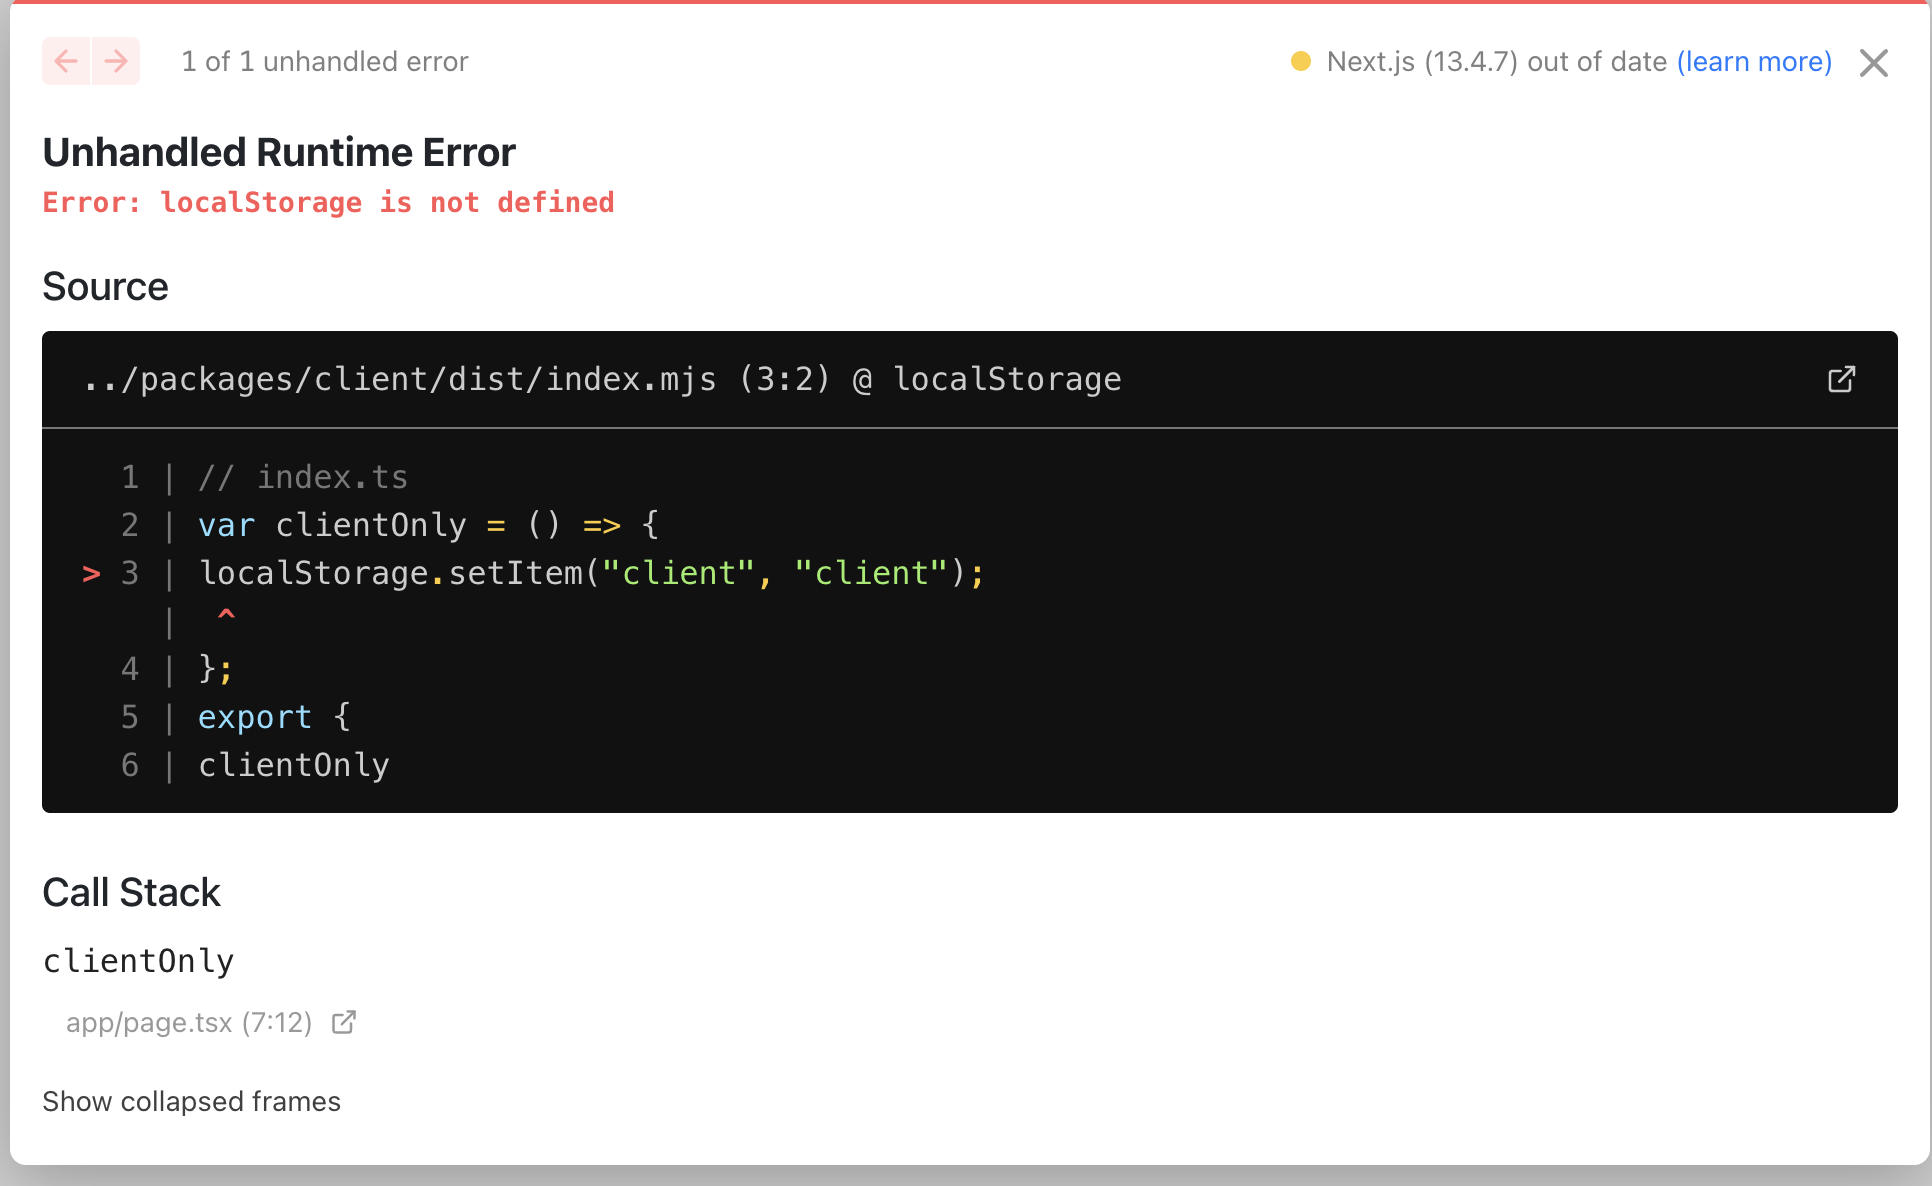 1 of 1 unhandled error
Next.js (13.4.7) out of date (learn more)
Unhandled Runtime Error
Error: localStorage is not defined
Source
../packages/client/dist/index.mjs (3:2) @ localStorage
1 | // index.ts
2 | var clientOnly = () => {
> 3 | localStorage.setItem("client", "client");
| ^
4 | };
5 | export {
6 | clientOnly
Call Stack
clientOnly
app/page.tsx (7:12)
Show collapsed frames